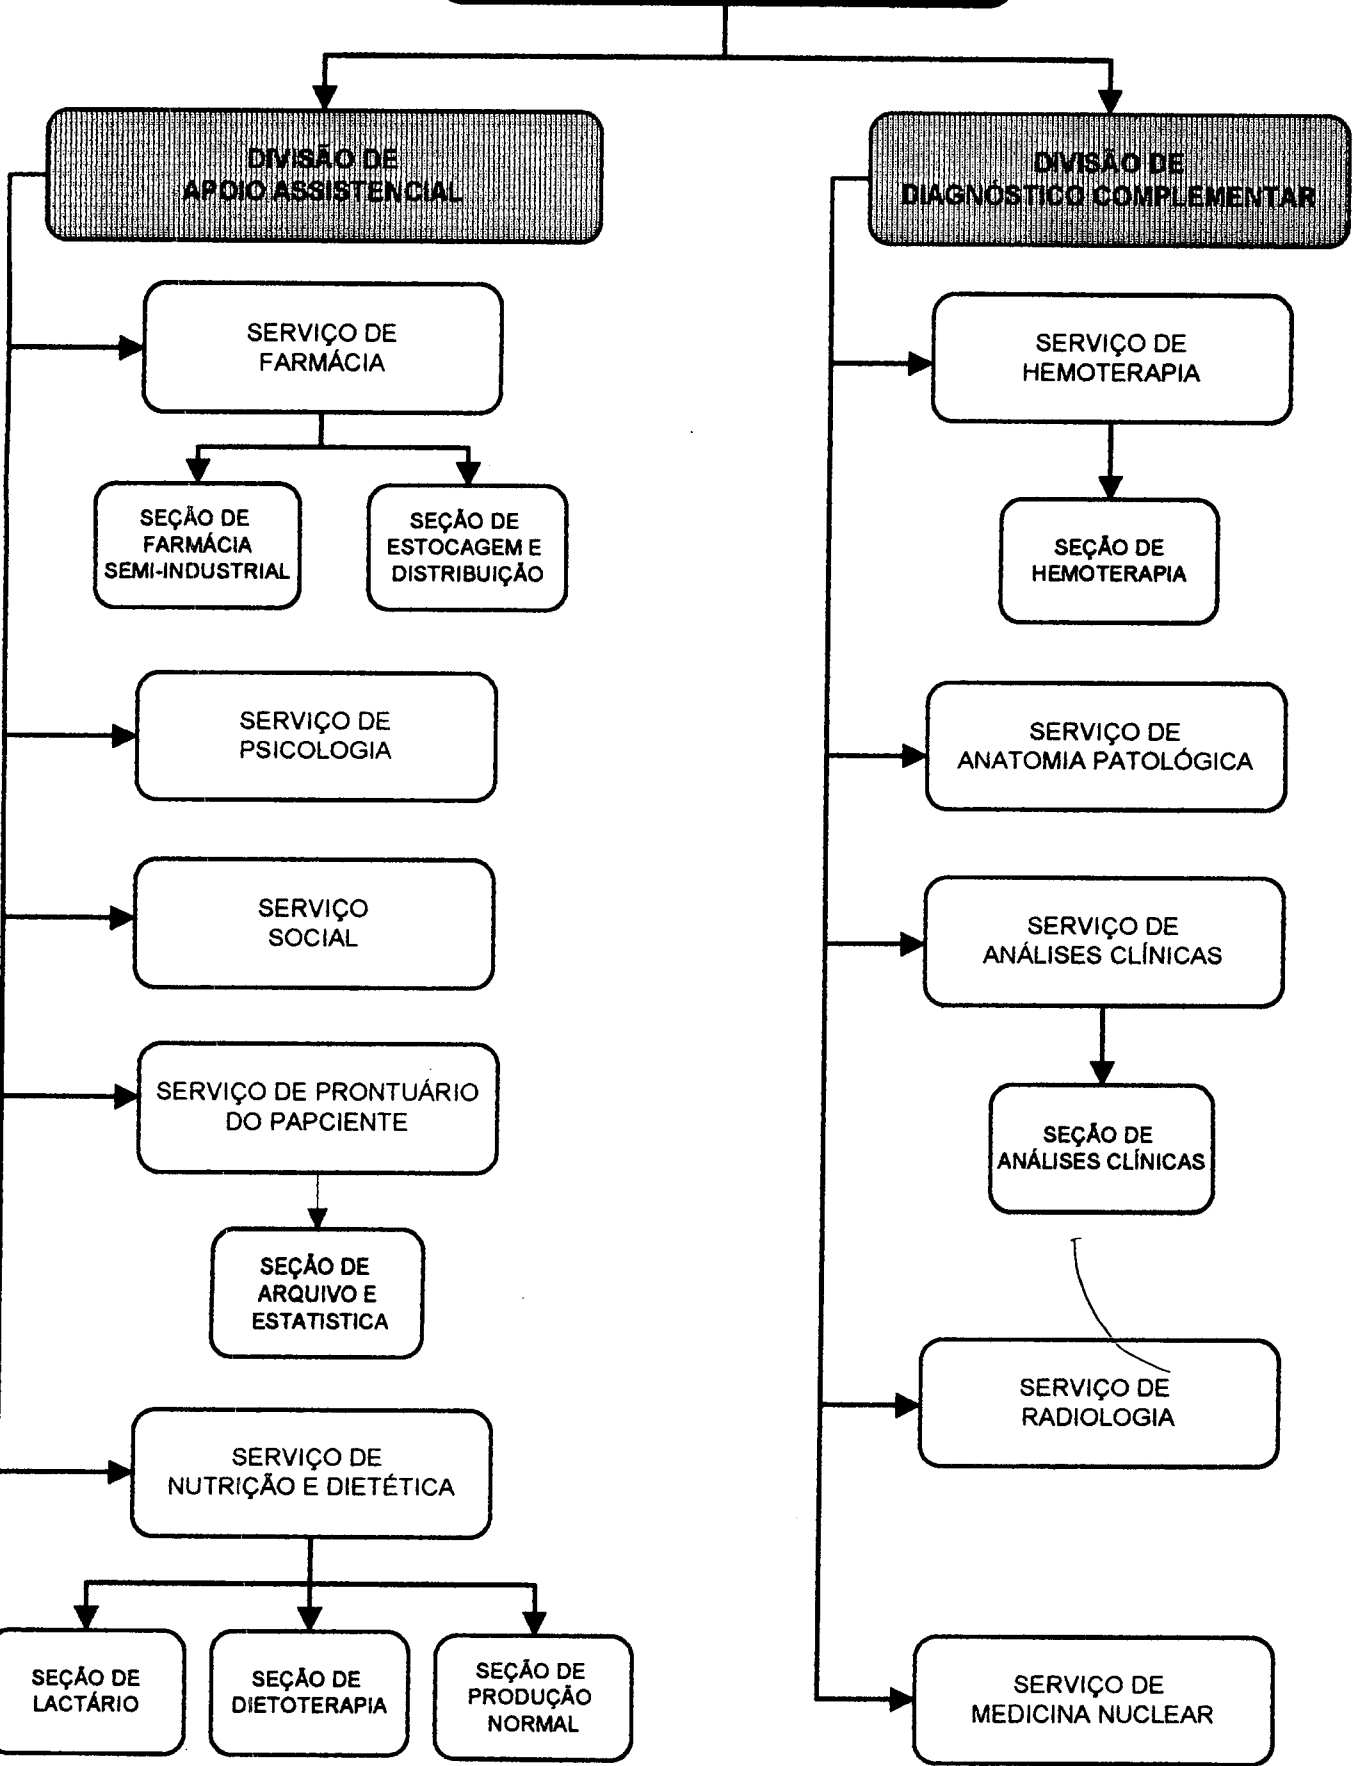 DIVISÃO DE
APOIO ASSISTENCIAL
SERVIÇO DE
FARMÁCIA
SEÇÃO DE
FARMÁCIA
SEMI-INDUSTRIAL
SEÇÃO DE
ESTOCAGEM E
DISTRIBUIÇÃO
SERVIÇO DE
PSICOLOGIA
SERVIÇO
SOCIAL
SERVIÇO DE PRONTUÁRIO
DO PAPCIENTE
SEÇÃO DE
ARQUIVO E
ESTATISTICA
SERVIÇO DE
NUTRIÇÃO E DIETÉTICA
SEÇÃO DE
LACTÁRIO
SEÇÃO DE
DIETOTERAPIA
SEÇÃO DE
PRODUÇÃO
NORMAL
DIVISÃO DE
DIAGNÓSTICO COMPLEMENTAR
SERVIÇO DE
HEMOTERAPIA
SEÇÃO DE
HEMOTERAPIA
SERVIÇO DE
ANATOMIA PATOLÓGICA
SERVIÇO DE
ANÁLISES CLÍNICAS
SEÇÃO DE
ANÁLISES CLÍNICAS
SERVIÇO DE
RADIOLOGIA
SERVIÇO DE
MEDICINA NUCLEAR